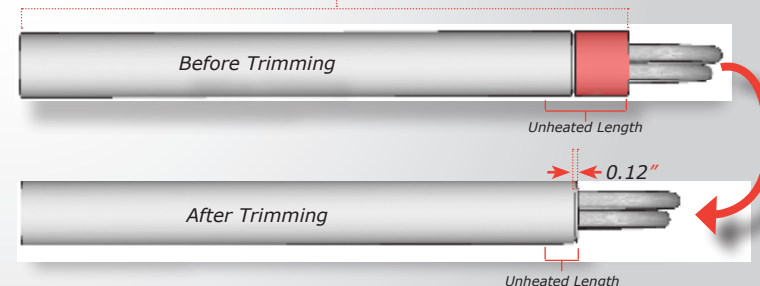 Before Trimming
Unheated Length
0.12"
After Trimming
Unheated Length